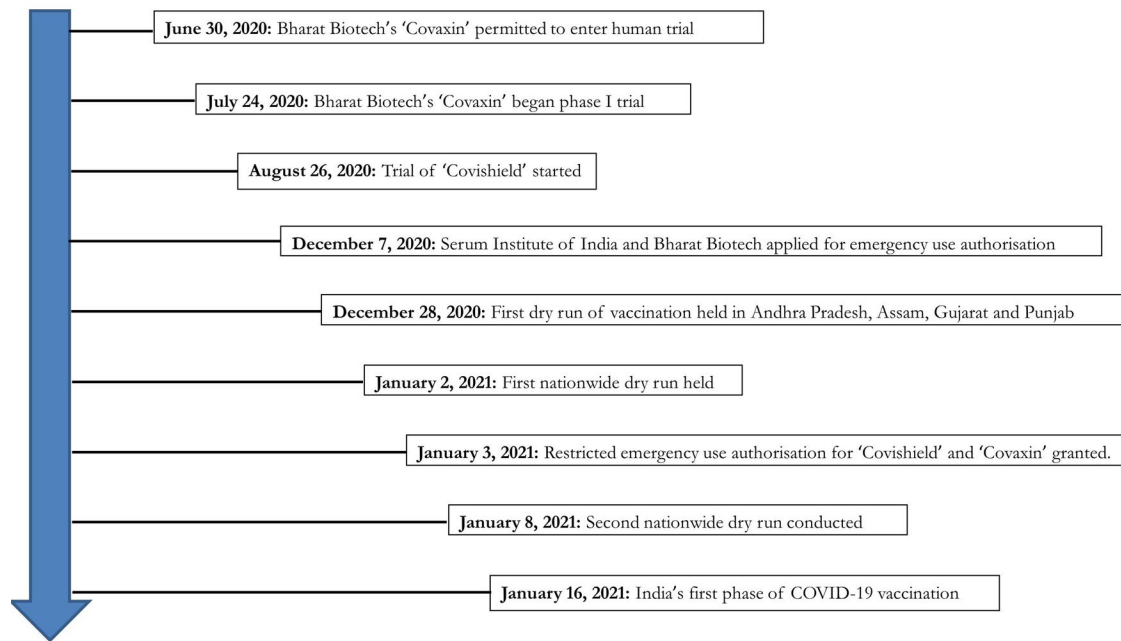 June 30, 2020: Bharat Biotech’s ‘Covaxin’ permitted to enter human trial
July 24, 2020: Bharat Biotech’s ‘Covaxin’ began phase I trial
August 26, 2020: Trial of ‘Covishield’ started
December 7, 2020: Serum Institute of India and Bharat Biotech applied for emergency use authorisation
December 28, 2020: First dry run of vaccination held in Andhra Pradesh, Assam, Gujarat and Punjab
January 2, 2021: First nationwide dry run held
January 3, 2021: Restricted emergency use authorisation for ‘Covishield’ and ‘Covaxin’ granted.
January 8, 2021: Second nationwide dry run conducted
January 16, 2021: India’s first phase of COVID-19 vaccination